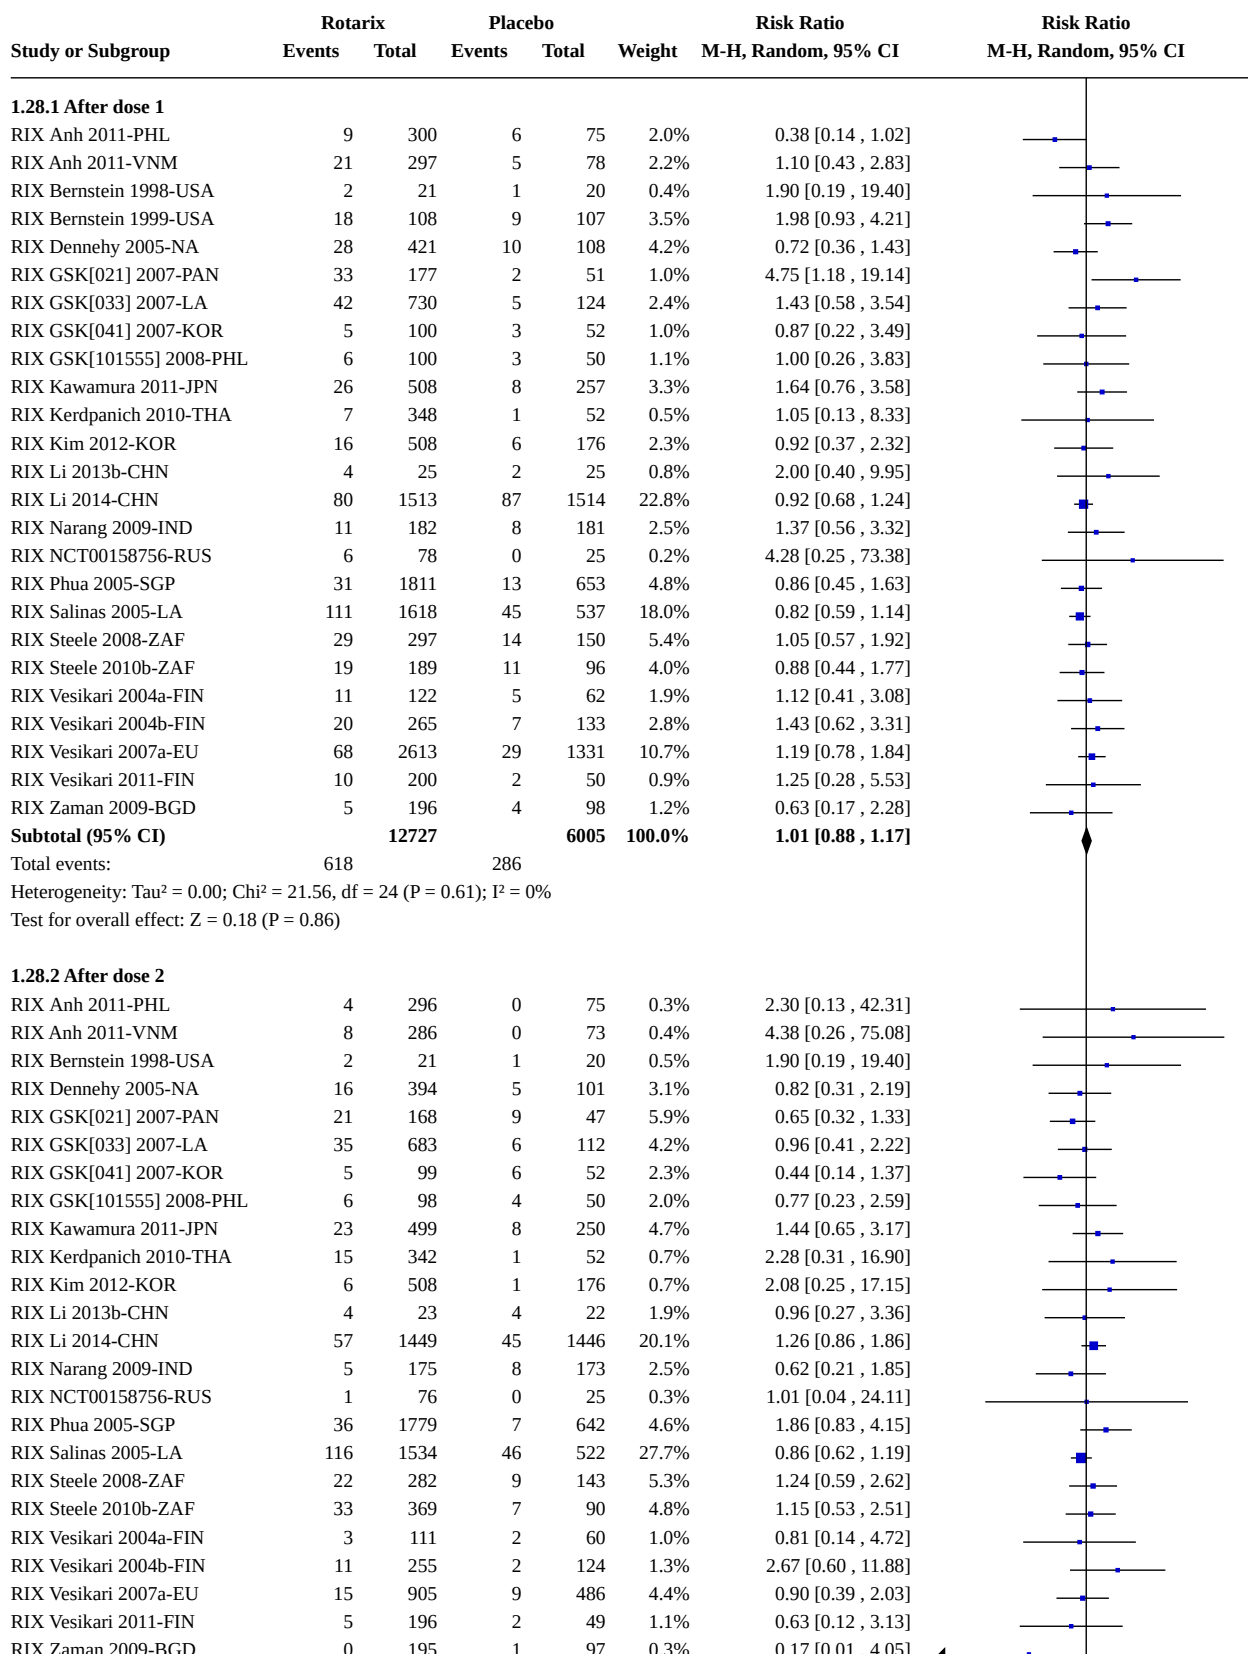 Rotarix Placebo Risk Ratio Risk Ratio
Study or Subgroup Events Total Events Total Weight M-H, Random, 95% CI M-H, Random, 95% CI
1.28.1 After dose 1
RIX Anh 2011-PHL 9 300 6 75 2.0% 0.38 [0.14 , 1.02]
RIX Anh 2011-VNM 21 297 5 78 2.2% 1.10 [0.43 , 2.83]
RIX Bernstein 1998-USA 2 21 1 20 0.4% 1.90 [0.19 , 19.40]
RIX Bernstein 1999-USA 18 108 9 107 3.5% 1.98 [0.93 , 4.21]
RIX Dennehy 2005-NA 28 421 10 108 4.2% 0.72 [0.36 , 1.43]
RIX GSK[021] 2007-PAN 33 177 2 51 1.0% 4.75 [1.18 , 19.14]
RIX GSK[033] 2007-LA 42 730 5 124 2.4% 1.43 [0.58 , 3.54]
RIX GSK[041] 2007-KOR 5 100 3 52 1.0% 0.87 [0.22 , 3.49]
RIX GSK[101555] 2008-PHL 6 100 3 50 1.1% 1.00 [0.26 , 3.83]
RIX Kawamura 2011-JPN 26 508 8 257 3.3% 1.64 [0.76 , 3.58]
RIX Kerdpanich 2010-THA 7 348 1 52 0.5% 1.05 [0.13 , 8.33]
RIX Kim 2012-KOR 16 508 6 176 2.3% 0.92 [0.37 , 2.32]
RIX Li 2013b-CHN 4 25 2 25 0.8% 2.00 [0.40 , 9.95]
RIX Li 2014-CHN 80 1513 87 1514 22.8% 0.92 [0.68 , 1.24]
RIX Narang 2009-IND 11 182 8 181 2.5% 1.37 [0.56 , 3.32]
RIX NCT00158756-RUS 6 78 0 25 0.2% 4.28 [0.25 , 73.38]
RIX Phua 2005-SGP 31 1811 13 653 4.8% 0.86 [0.45 , 1.63]
RIX Salinas 2005-LA 111 1618 45 537 18.0% 0.82 [0.59 , 1.14]
RIX Steele 2008-ZAF 29 297 14 150 5.4% 1.05 [0.57 , 1.92]
RIX Steele 2010b-ZAF 19 189 11 96 4.0% 0.88 [0.44 , 1.77]
RIX Vesikari 2004a-FIN 11 122 5 62 1.9% 1.12 [0.41 , 3.08]
RIX Vesikari 2004b-FIN 20 265 7 133 2.8% 1.43 [0.62 , 3.31]
RIX Vesikari 2007a-EU 68 2613 29 1331 10.7% 1.19 [0.78 , 1.84]
RIX Vesikari 2011-FIN 10 200 2 50 0.9% 1.25 [0.28 , 5.53]
RIX Zaman 2009-BGD 5 196 4 98 1.2% 0.63 [0.17 , 2.28]
Subtotal (95% CI) 12727 6005 100.0% 1.01 [0.88 , 1.17]
Total events: 618 286
Heterogeneity: Tau² = 0.00; Chi² = 21.56, df = 24 (P = 0.61); I² = 0%
Test for overall effect: Z = 0.18 (P = 0.86)
1.28.2 After dose 2
RIX Anh 2011-PHL 4 296 0 75 0.3% 2.30 [0.13 , 42.31]
RIX Anh 2011-VNM 8 286 0 73 0.4% 4.38 [0.26 , 75.08]
RIX Bernstein 1998-USA 2 21 1 20 0.5% 1.90 [0.19 , 19.40]
RIX Dennehy 2005-NA 16 394 5 101 3.1% 0.82 [0.31 , 2.19]
RIX GSK[021] 2007-PAN 21 168 9 47 5.9% 0.65 [0.32 , 1.33]
RIX GSK[033] 2007-LA 35 683 6 112 4.2% 0.96 [0.41 , 2.22]
RIX GSK[041] 2007-KOR 5 99 6 52 2.3% 0.44 [0.14 , 1.37]
RIX GSK[101555] 2008-PHL 6 98 4 50 2.0% 0.77 [0.23 , 2.59]
RIX Kawamura 2011-JPN 23 499 8 250 4.7% 1.44 [0.65 , 3.17]
RIX Kerdpanich 2010-THA 15 342 1 52 0.7% 2.28 [0.31 , 16.90]
RIX Kim 2012-KOR 6 508 1 176 0.7% 2.08 [0.25 , 17.15]
RIX Li 2013b-CHN 4 23 4 22 1.9% 0.96 [0.27 , 3.36]
RIX Li 2014-CHN 57 1449 45 1446 20.1% 1.26 [0.86 , 1.86]
RIX Narang 2009-IND 5 175 8 173 2.5% 0.62 [0.21 , 1.85]
RIX NCT00158756-RUS 1 76 0 25 0.3% 1.01 [0.04 , 24.11]
RIX Phua 2005-SGP 36 1779 7 642 4.6% 1.86 [0.83 , 4.15]
RIX Salinas 2005-LA 116 1534 46 522 27.7% 0.86 [0.62 , 1.19]
RIX Steele 2008-ZAF 22 282 9 143 5.3% 1.24 [0.59 , 2.62]
RIX Steele 2010b-ZAF 33 369 7 90 4.8% 1.15 [0.53 , 2.51]
RIX Vesikari 2004a-FIN 3 111 2 60 1.0% 0.81 [0.14 , 4.72]
RIX Vesikari 2004b-FIN 11 255 2 124 1.3% 2.67 [0.60 , 11.88]
RIX Vesikari 2007a-EU 15 905 9 486 4.4% 0.90 [0.39 , 2.03]
RIX Vesikari 2011-FIN 5 196 2 49 1.1% 0.63 [0.12 , 3.13]
RIX Zaman 2009-BGD 0 195 1 97 0.3% 0.17 [0.01 , 4.05]